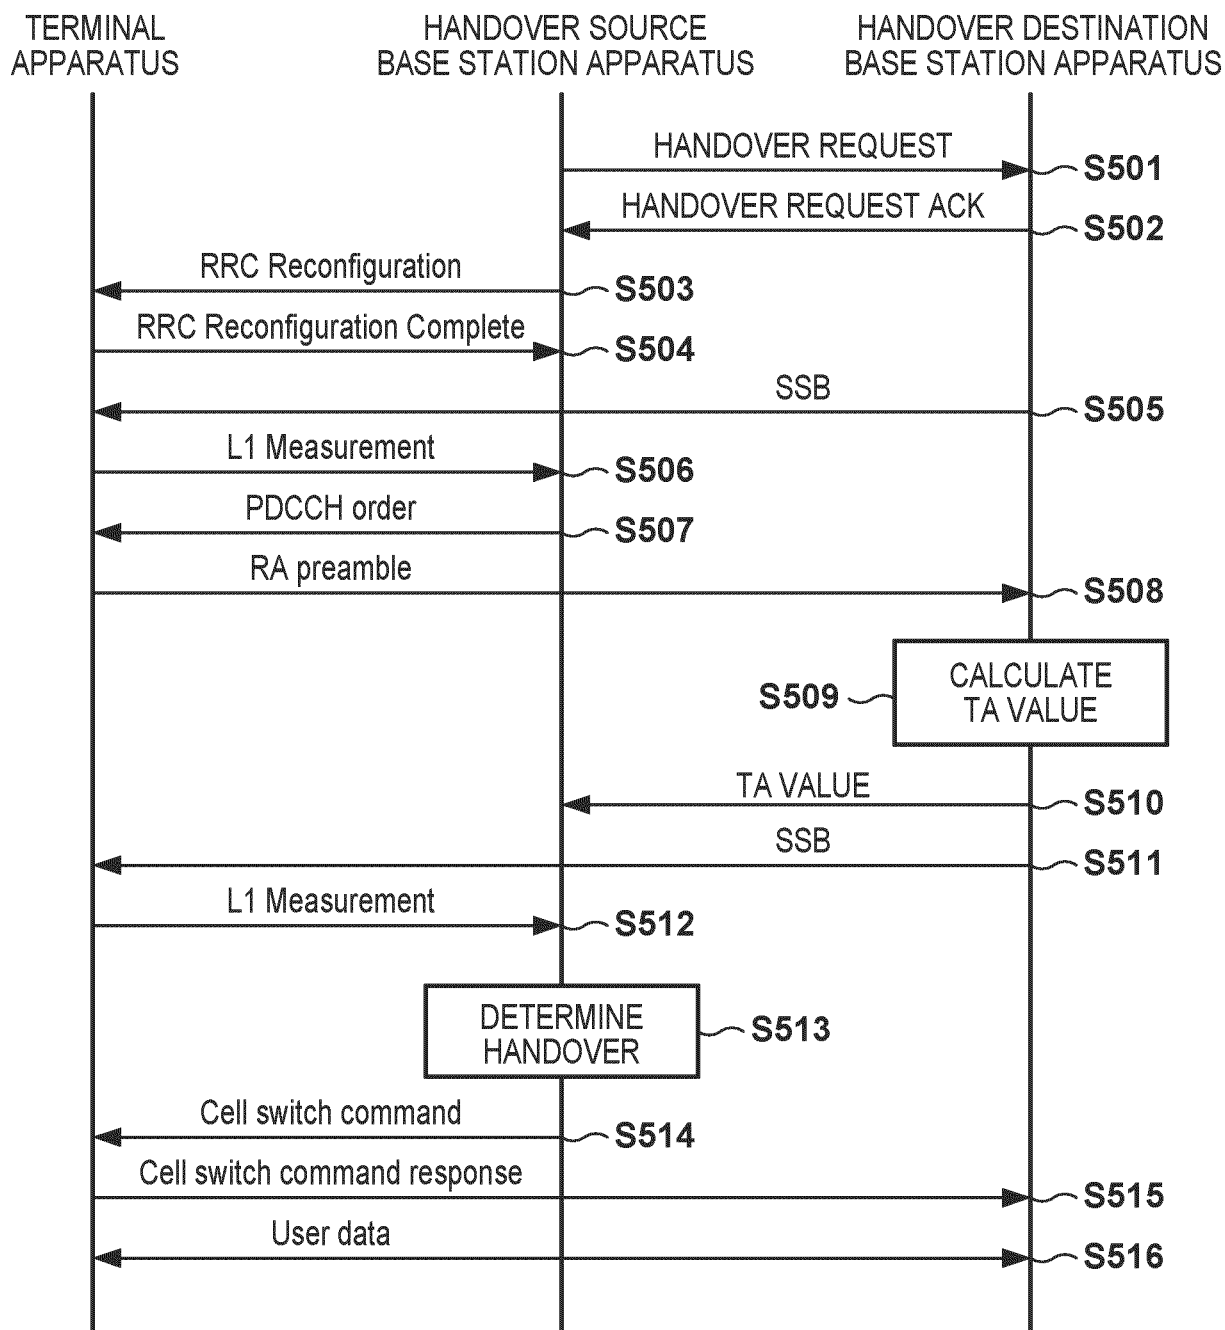 TERMINAL
APPARATUS
HANDOVER SOURCE
BASE STATION APPARATUS
HANDOVER DESTINATION
BASE STATION APPARATUS
HANDOVER REQUEST
S501
HANDOVER REQUEST ACK
S502
RRC Reconfiguration
S503
RRC Reconfiguration Complete
S504
SSB
S505
L1 Measurement
S506
PDCCH order
S507
RA preamble
S508
S509
CALCULATE
TA VALUE
TA VALUE
S510
SSB
S511
L1 Measurement
S512
DETERMINE
HANDOVER
S513
Cell switch command
S514
Cell switch command response
S515
User data
S516